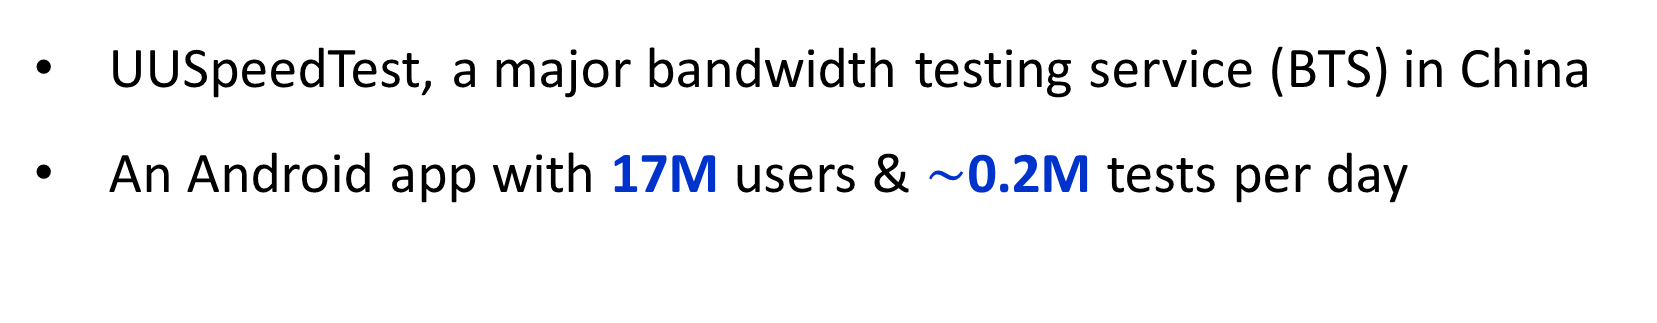 • UUSpeedTest, a major bandwidth testing service (BTS) in China
• An Android app with 17M users & ~0.2M tests per day